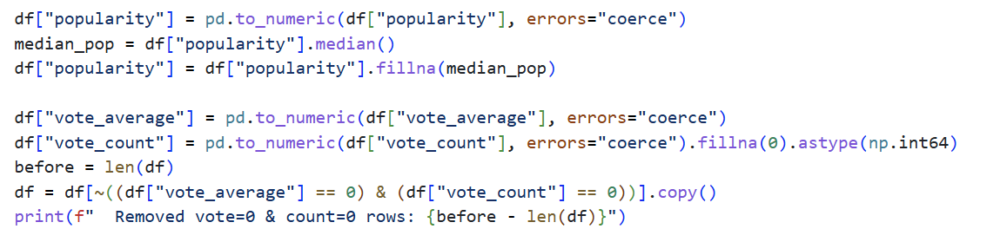 df["popularity"] = pd.to_numeric(df["popularity"], errors="coerce")
median_pop = df["popularity"].median()
df["popularity"] = df["popularity"].fillna(median_pop)

df["vote_average"] = pd.to_numeric(df["vote_average"], errors="coerce")
df["vote_count"] = pd.to_numeric(df["vote_count"], errors="coerce").fillna(0).astype(np.int64)
before = len(df)
df = df[~((df["vote_average"] == 0) & (df["vote_count"] == 0))].copy()
print(f"  Removed vote=0 & count=0 rows: {before - len(df)}")